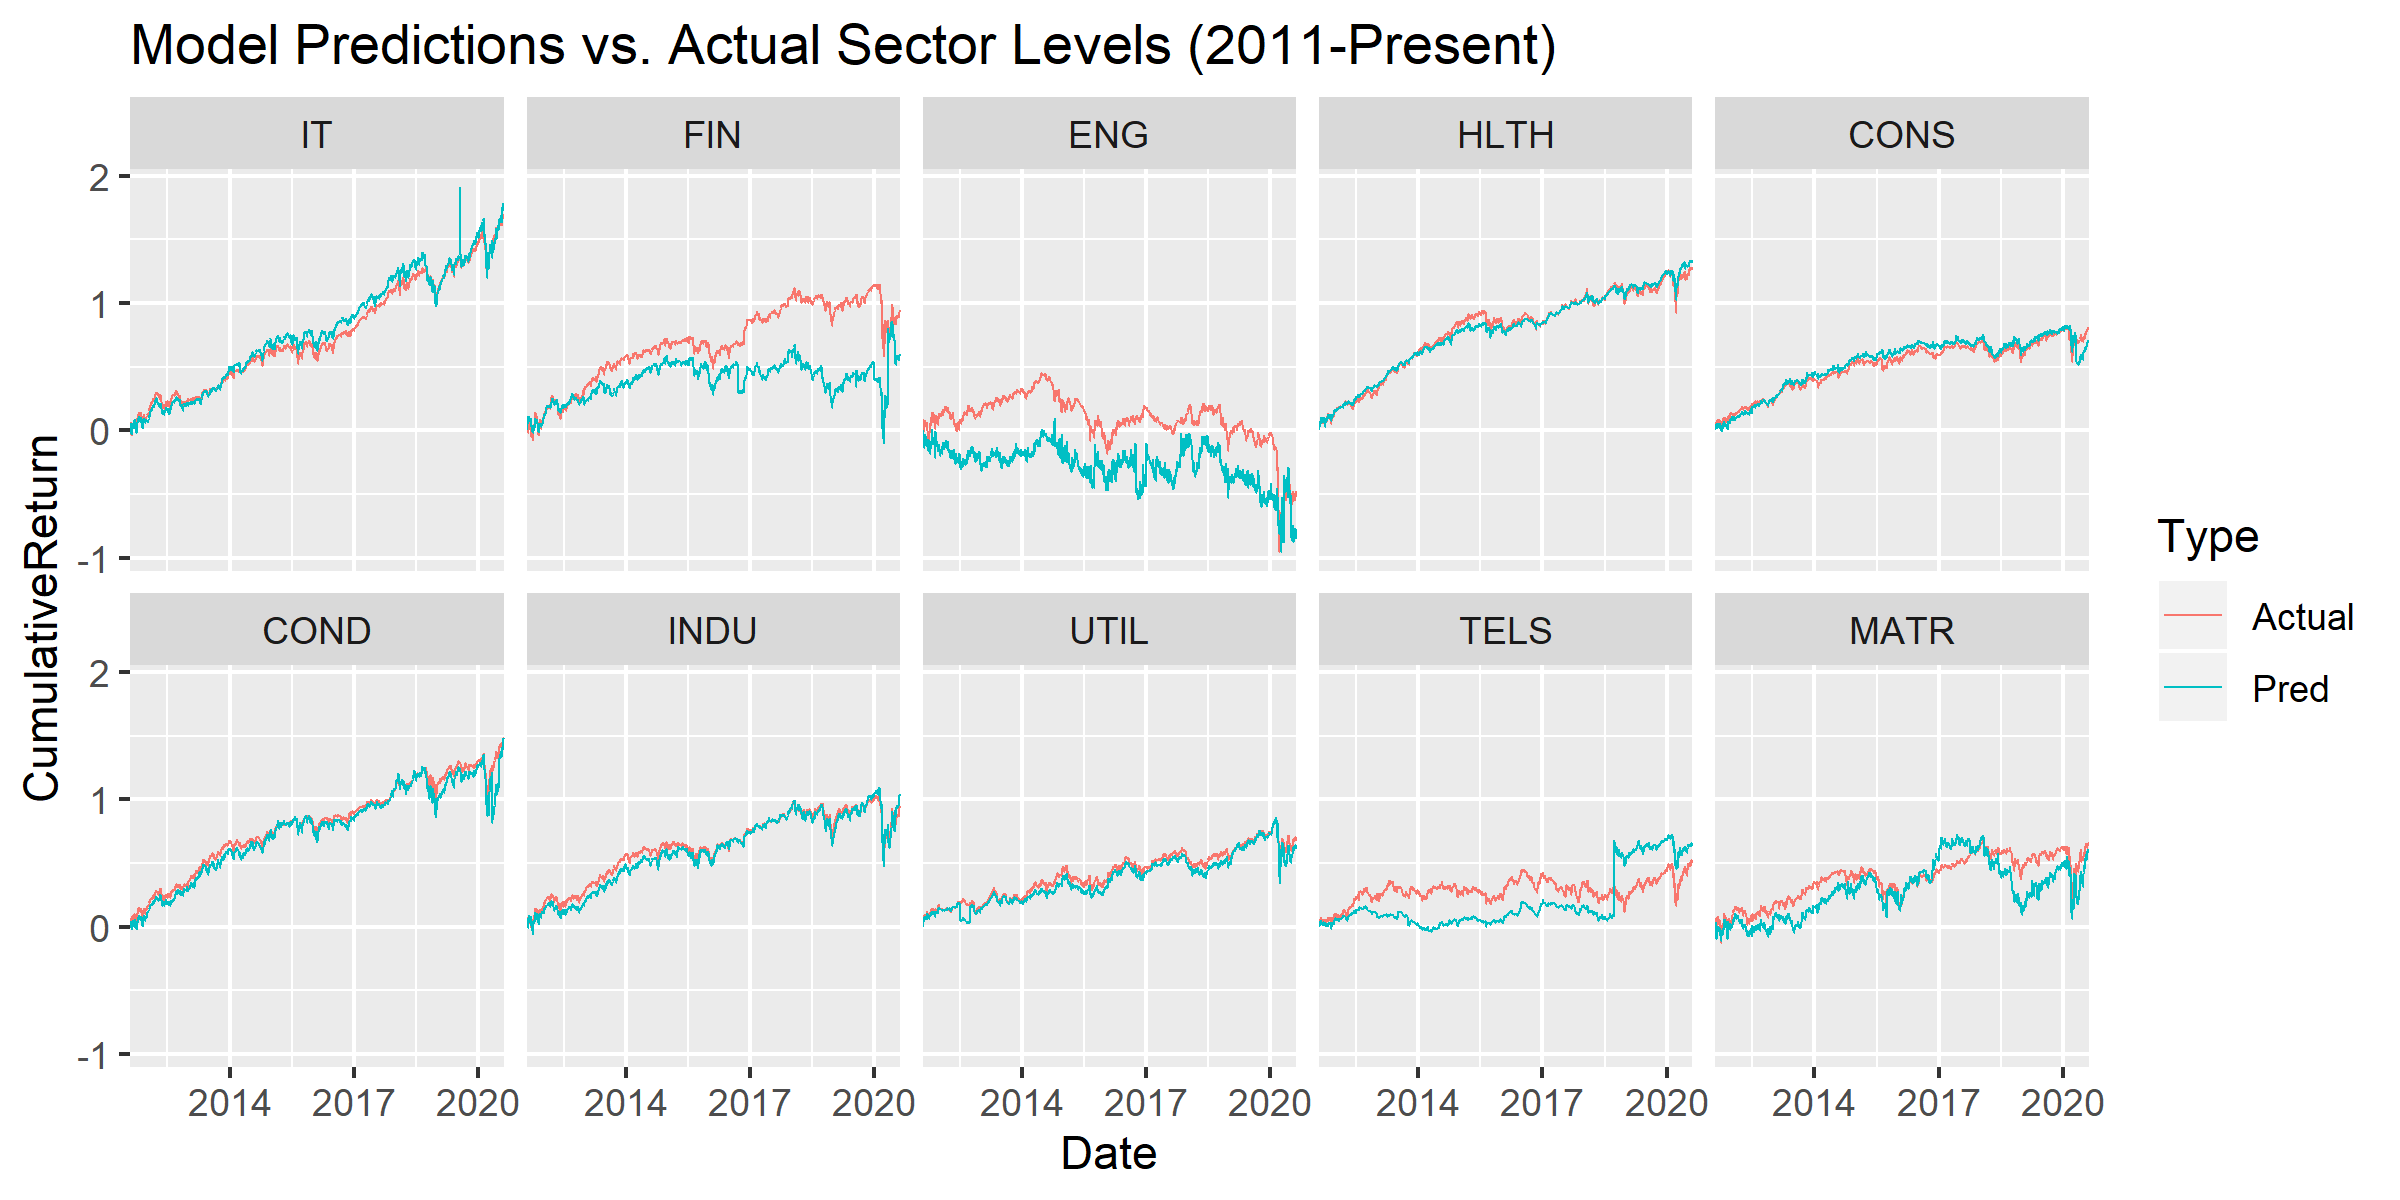 Model Predictions vs. Actual Sector Levels (2011-Present)
IT FIN ENG HLTH CONS
2
1
0
-1
COND INDU UTIL TELS MATR
2
1
0
-1
2014 2017 2020 2014 2017 2020 2014 2017 2020 2014 2017 2020 2014 2017 2020
Date
CumulativeReturn
Type
Actual
Pred